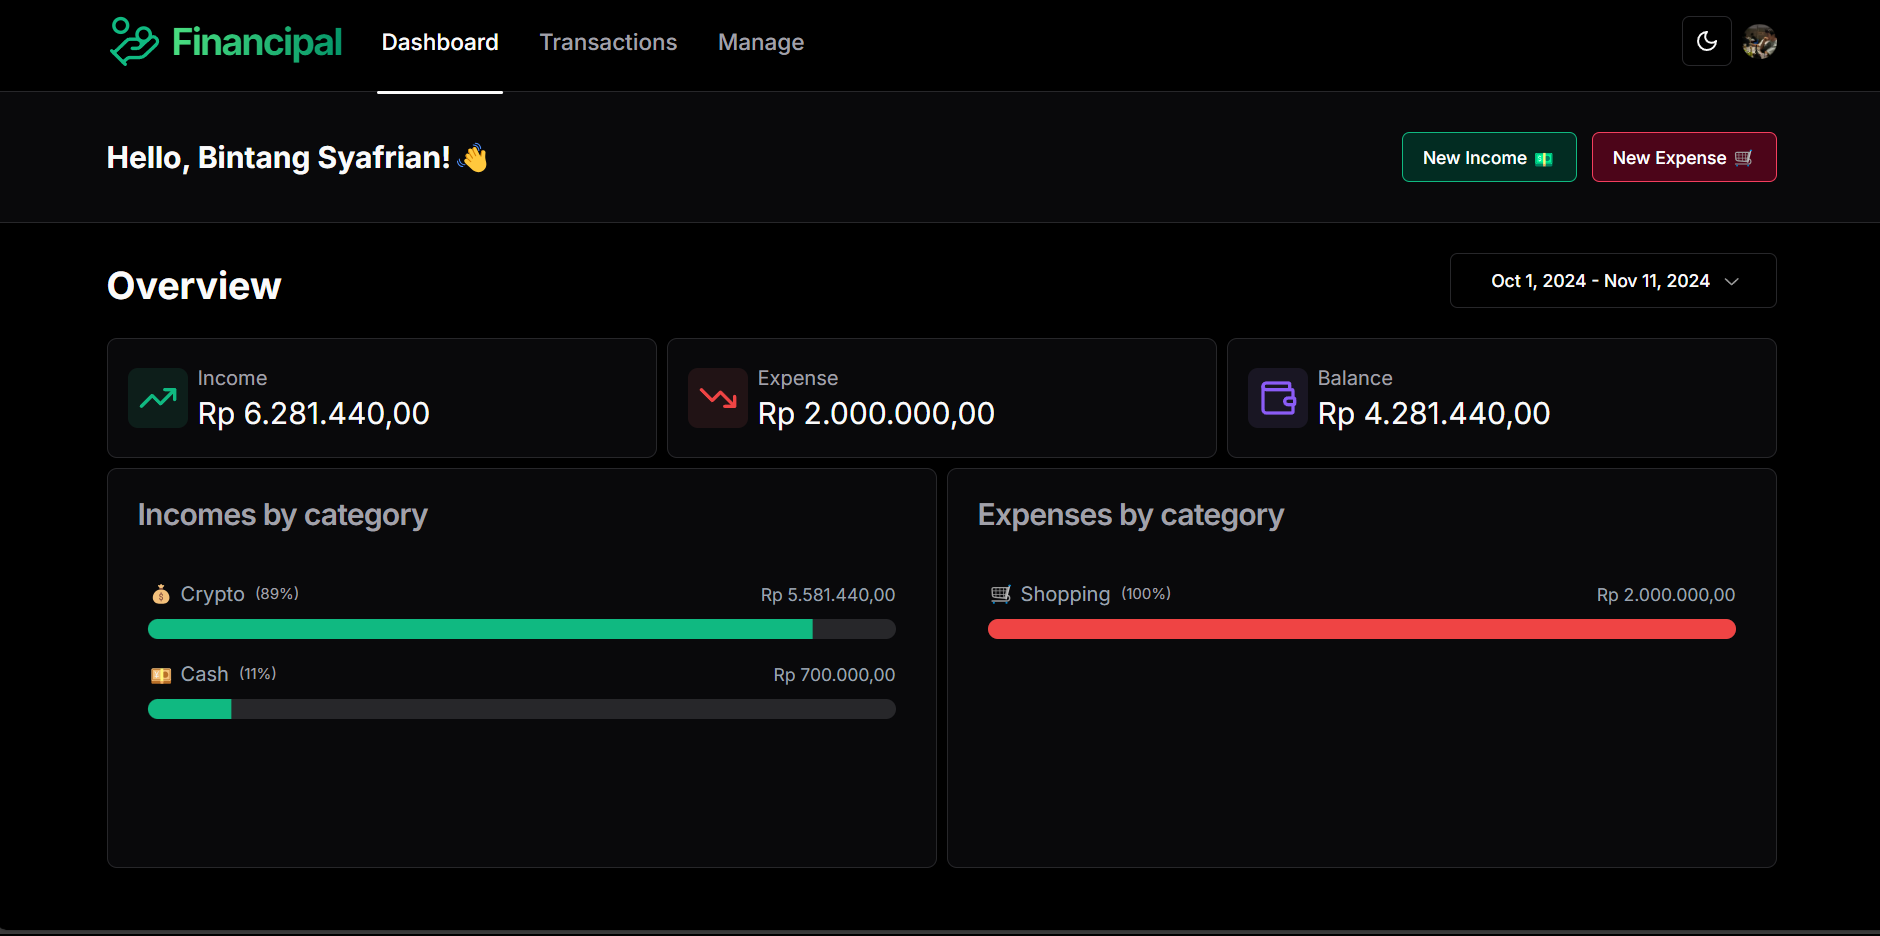 Financipal
Dashboard
Transactions
Manage
Hello, Bintang Syafrian! 👋
New Income 💵
New Expense 🛒
Overview
Oct 1, 2024 - Nov 11, 2024
Income
Rp 6.281.440,00
Expense
Rp 2.000.000,00
Balance
Rp 4.281.440,00
Incomes by category
💰 Crypto (89%)
Rp 5.581.440,00
💴 Cash (11%)
Rp 700.000,00
Expenses by category
🛒 Shopping (100%)
Rp 2.000.000,00